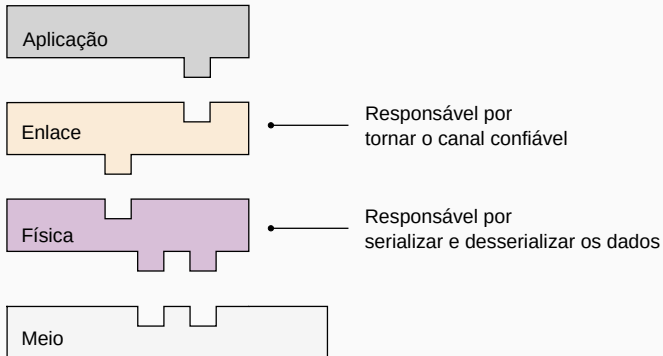 Aplicação
Enlace
Responsável por
tornar o canal confiável
Física
Responsável por
serializar e desserializar os dados
Meio